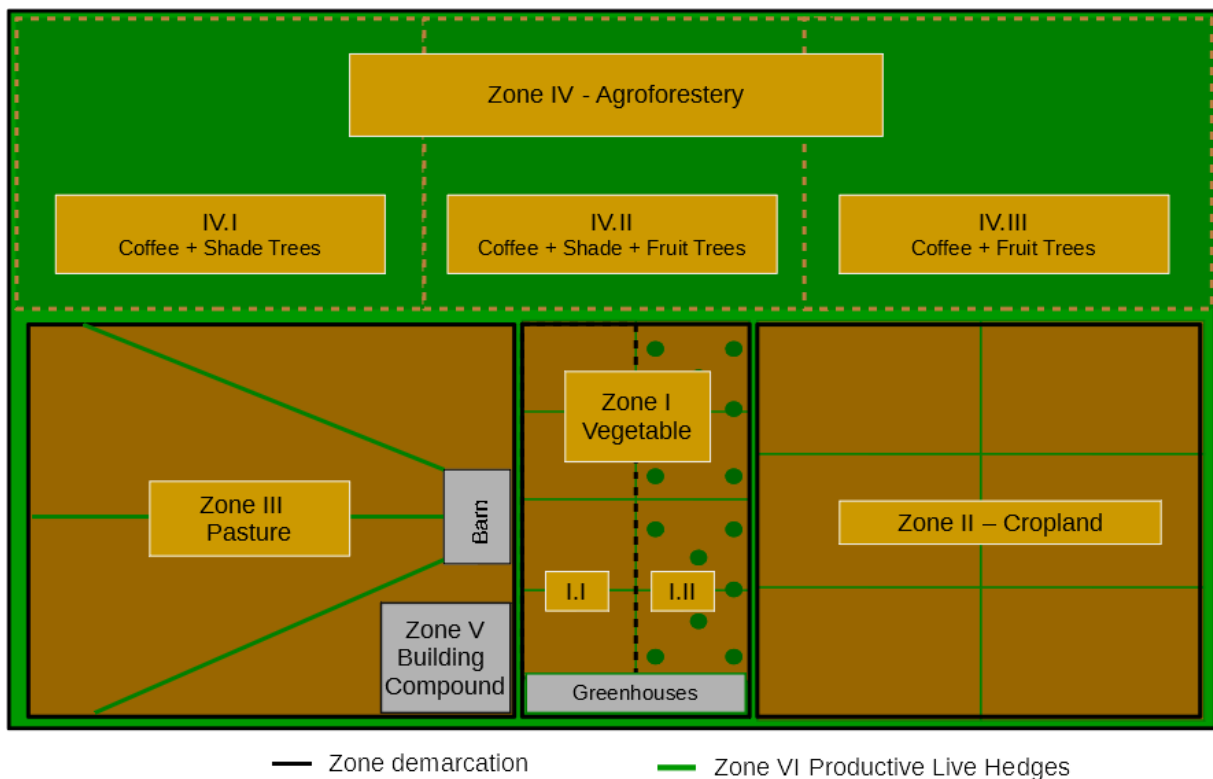 Zone IV - Agroforestery
IV.I
Coffee + Shade Trees
IV.II
Coffee + Shade + Fruit Trees
IV.III
Coffee + Fruit Trees
Zone III
Pasture
Barn
Zone V
Building
Compound
Zone I
Vegetable
I.I
I.II
Greenhouses
Zone II – Cropland
Zone demarcation
Zone VI Productive Live Hedges